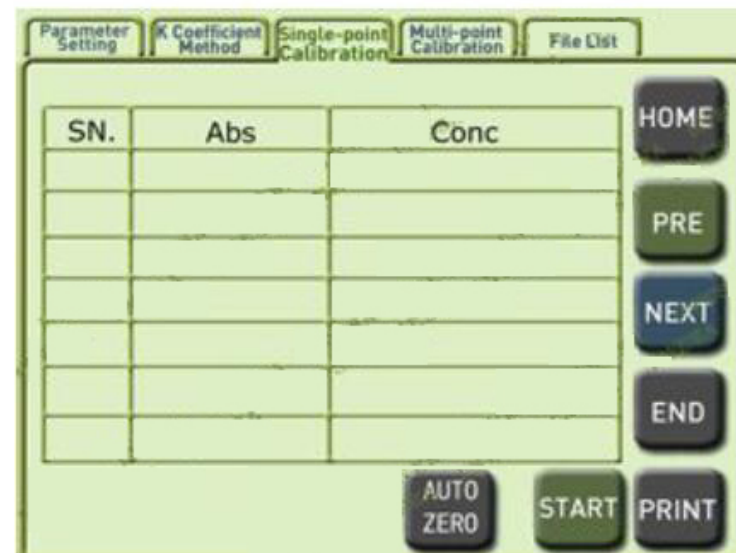 Parameter Setting
K Coefficient Method
Single-point Calibration
Multi-point Calibration
File List
SN. Abs Conc
HOME
PRE
NEXT
END
AUTO ZERO
START
PRINT